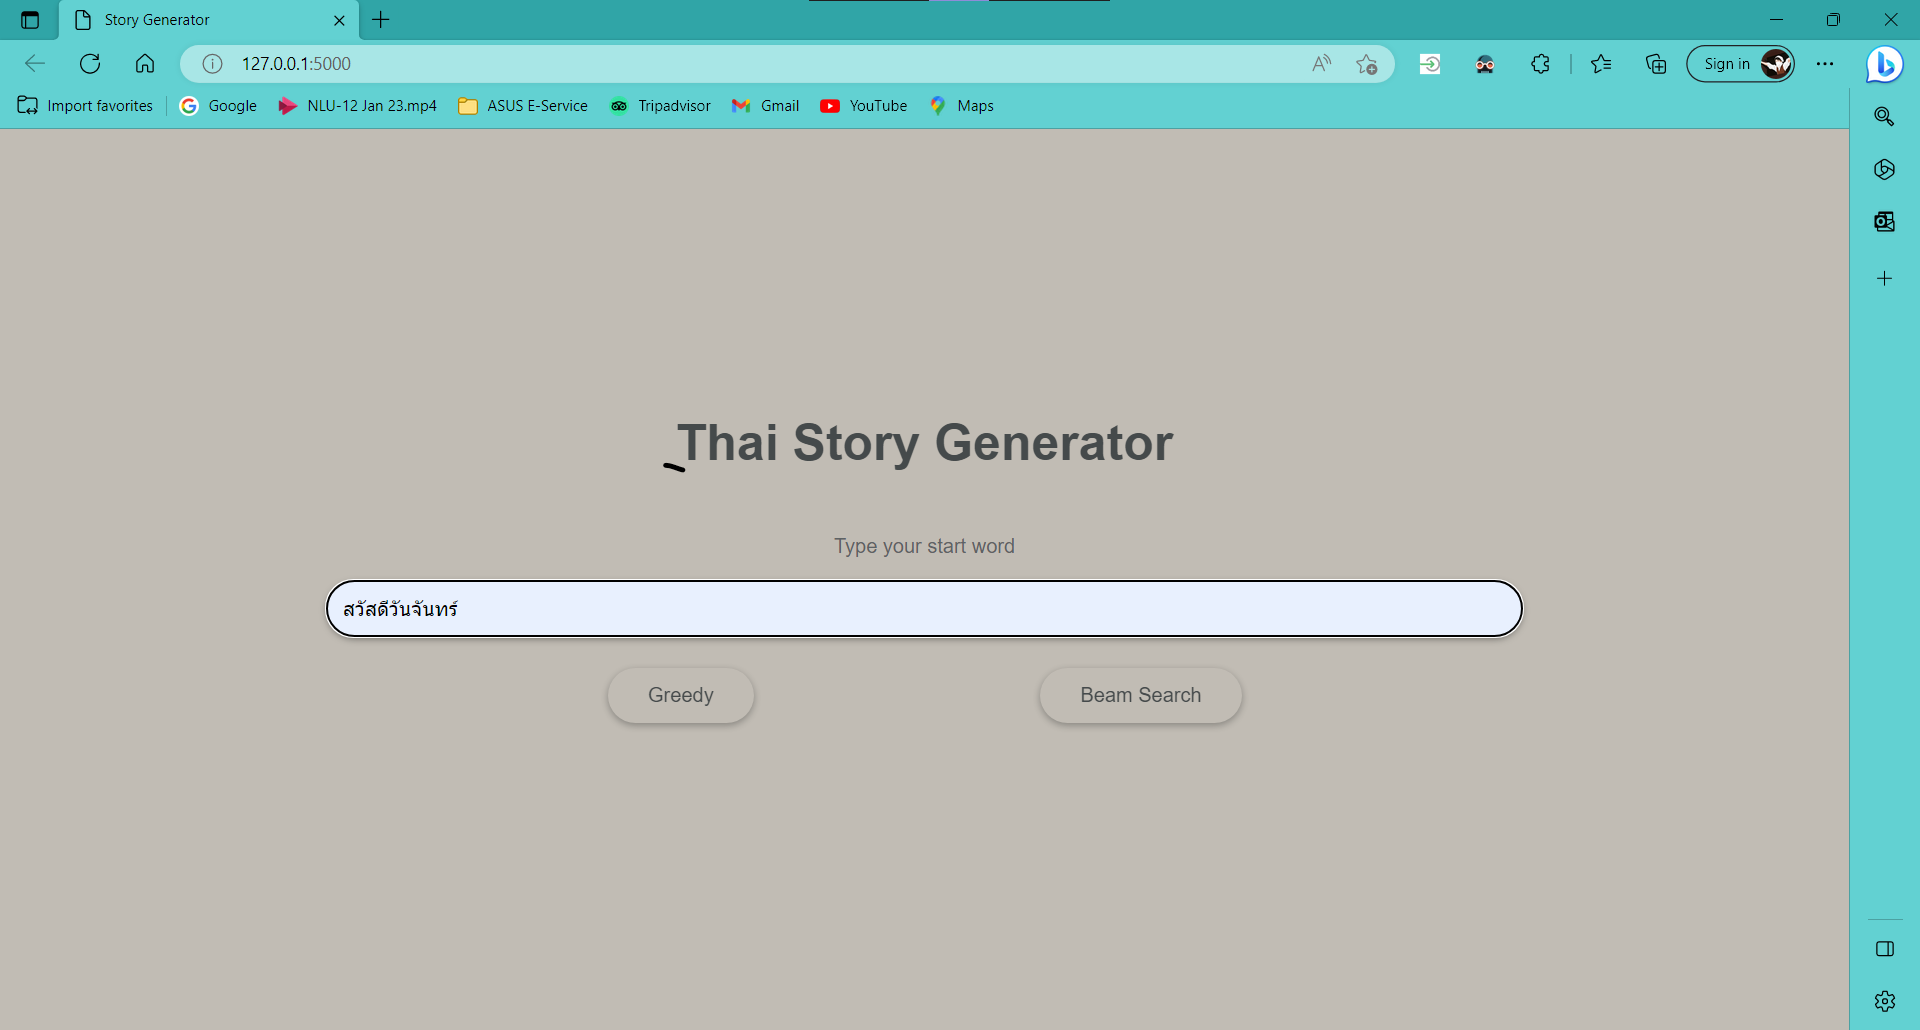 Story Generator
127.0.0.1:5000
Sign in
Import favorites Google NLU-12 Jan 23.mp4 ASUS E-Service Tripadvisor Gmail YouTube Maps
Thai Story Generator
Type your start word
สวัสดีวันจันทร์
Greedy Beam Search